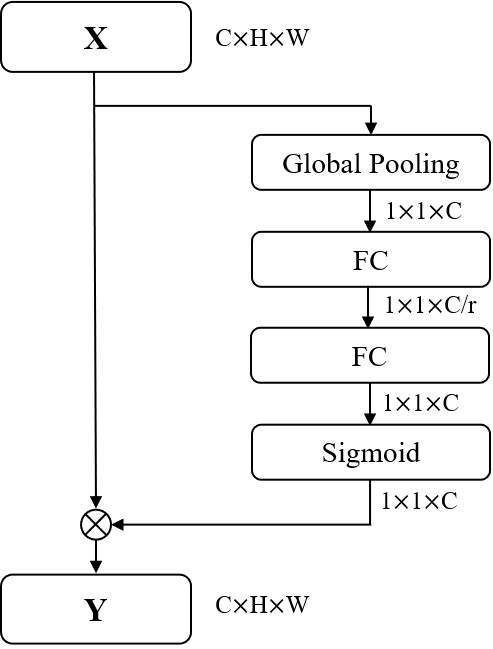 X
C×H×W
Global Pooling
1×1×C
FC
1×1×C/r
FC
1×1×C
Sigmoid
1×1×C
Y
C×H×W